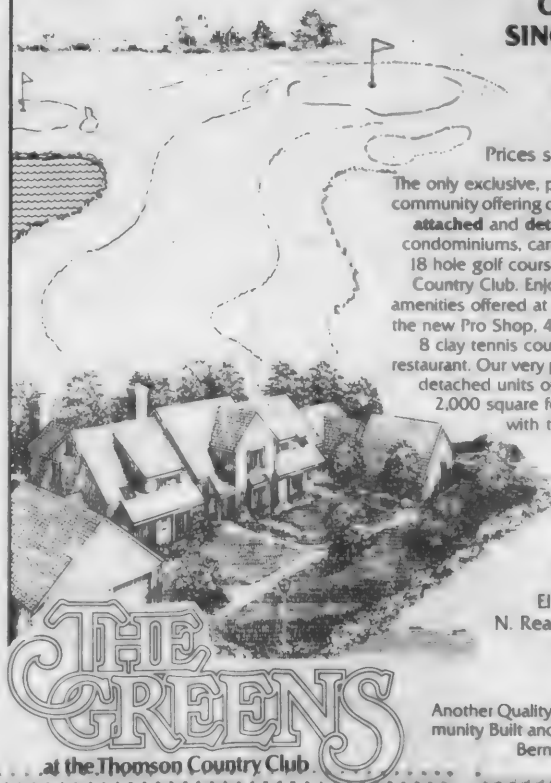 SIN
Prices s
The only exclusive, p
community offering
attached and det
condominiums, car
18 hole golf cours
Country Club. Enj
amenities offered at
the new Pro Shop, 4
8 clay tennis cou
restaurant. Our very p
detached units o
2,000 square f
with t
El
N. Rea
THE
GREENS
at the Thomson Country Club
Another Quality
munity Built and
Bern